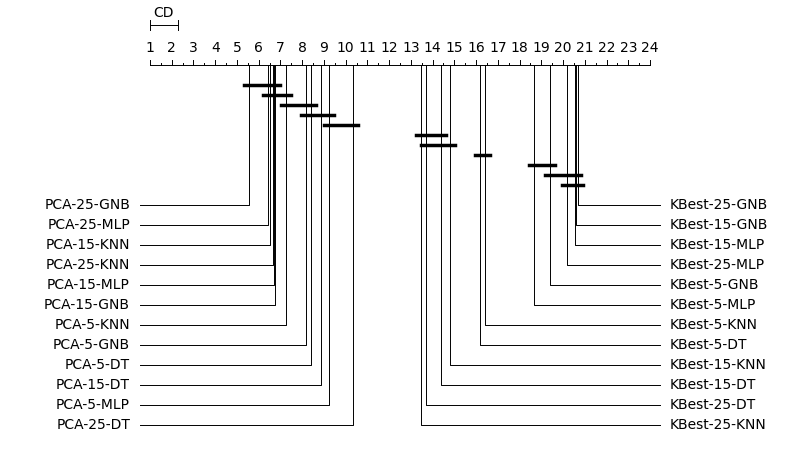 CD
1 2 3 4 5 6 7 8 9 10 11 12 13 14 15 16 17 18 19 20 21 22 23 24
PCA-25-GNB KBest-25-GNB
PCA-25-MLP KBest-15-GNB
PCA-15-KNN KBest-15-MLP
PCA-25-KNN KBest-25-MLP
PCA-15-MLP KBest-5-GNB
PCA-15-GNB KBest-5-MLP
PCA-5-KNN KBest-5-KNN
PCA-5-GNB KBest-5-DT
PCA-5-DT KBest-15-KNN
PCA-15-DT KBest-15-DT
PCA-5-MLP KBest-25-DT
PCA-25-DT KBest-25-KNN